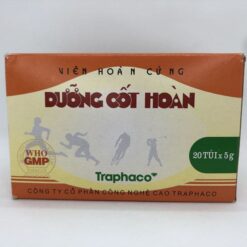 VIÊN HOÀN CỨNG
DƯỠNG CỐT HOÀN
20 TÚI x 5g
WHO
GMP
Traphaco
CÔNG TY CỔ PHẦN CÔNG NGHỆ CAO TRAPHACO